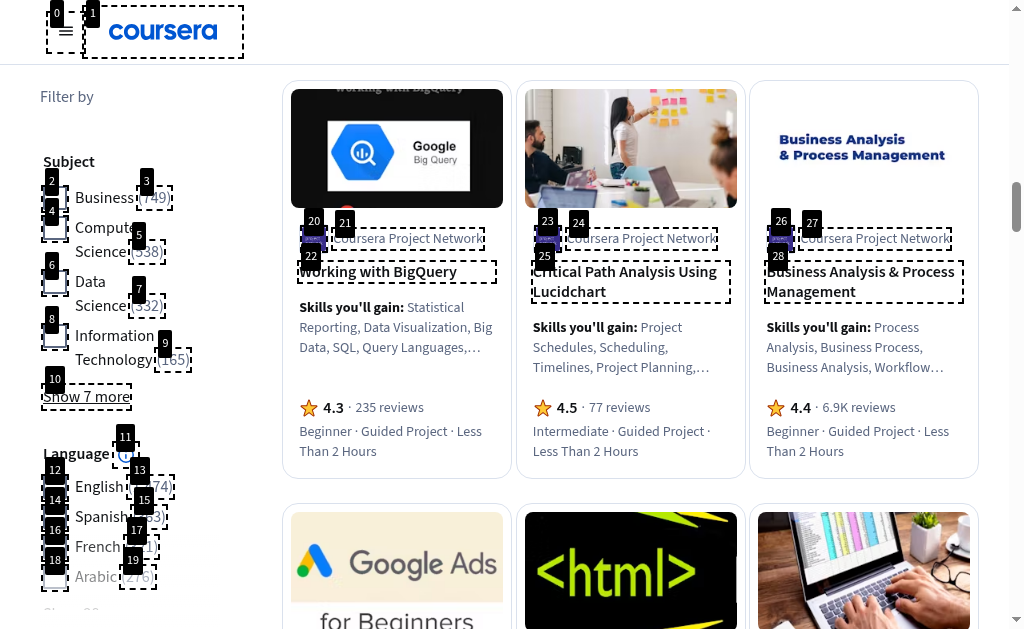 0
1
coursera
Filter by
Subject
2
3
Business (749)
4
Computer
5
Science (538)
6
Data
7
Science (332)
8
Information
9
Technology (165)
10
Show 7 more
11
Language
12
13
English
14
15
Spanish
16
17
French
18
19
Arabic (276)
working with BigQuery
Google
Big Query
20
21
Coursera Project Network
22
Working with BigQuery
Skills you'll gain: Statistical
Reporting, Data Visualization, Big
Data, SQL, Query Languages,…
4.3 · 235 reviews
Beginner · Guided Project · Less
Than 2 Hours
23
24
Coursera Project Network
25
Critical Path Analysis Using
Lucidchart
Skills you'll gain: Project
Schedules, Scheduling,
Timelines, Project Planning,…
4.5 · 77 reviews
Intermediate · Guided Project ·
Less Than 2 Hours
Business Analysis
& Process Management
26
27
Coursera Project Network
28
Business Analysis & Process
Management
Skills you'll gain: Process
Analysis, Business Process,
Business Analysis, Workflow…
4.4 · 6.9K reviews
Beginner · Guided Project · Less
Than 2 Hours
Google Ads
for Beginners
<html>